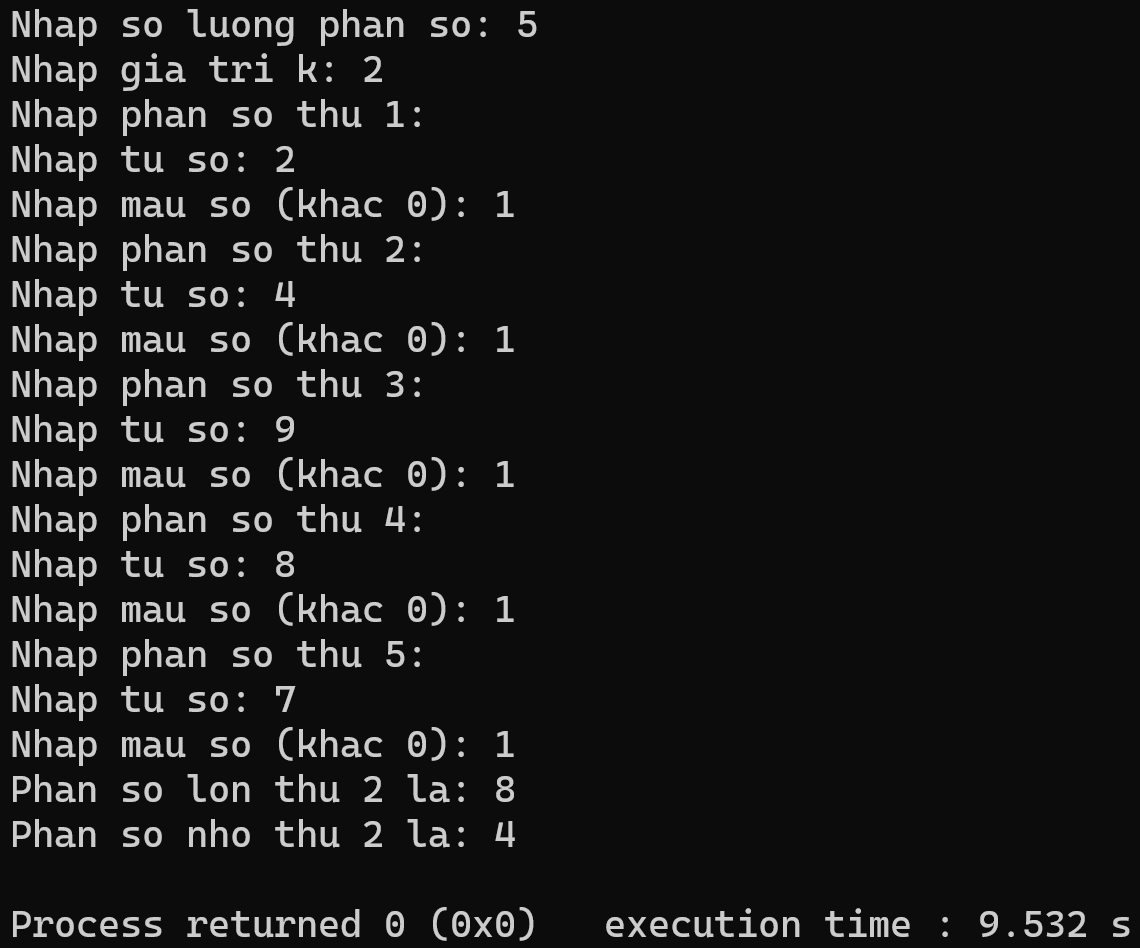 Nhap so luong phan so: 5
Nhap gia tri k: 2
Nhap phan so thu 1:
Nhap tu so: 2
Nhap mau so (khac 0): 1
Nhap phan so thu 2:
Nhap tu so: 4
Nhap mau so (khac 0): 1
Nhap phan so thu 3:
Nhap tu so: 9
Nhap mau so (khac 0): 1
Nhap phan so thu 4:
Nhap tu so: 8
Nhap mau so (khac 0): 1
Nhap phan so thu 5:
Nhap tu so: 7
Nhap mau so (khac 0): 1
Phan so lon thu 2 la: 8
Phan so nho thu 2 la: 4
Process returned 0 (0x0)   execution time : 9.532 s